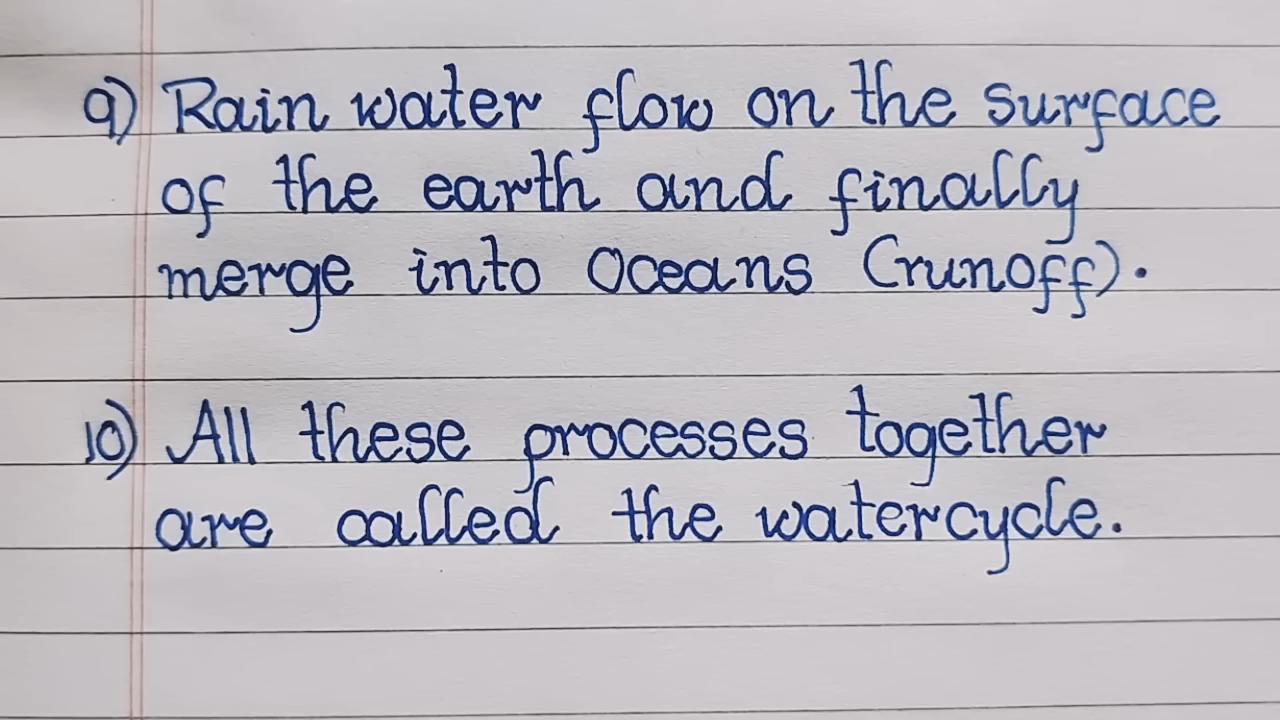 9) Rain water flow on the surface
of the earth and finally
merge into Oceans (runoff).
10) All these processes together
are called the watercycle.